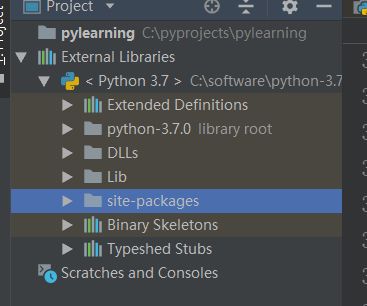 Project
pylearning C:\pyprojects\pylearning
External Libraries
< Python 3.7 > C:\software\python-3.7
Extended Definitions
python-3.7.0 library root
DLLs
Lib
site-packages
Binary Skeletons
Typeshed Stubs
Scratches and Consoles